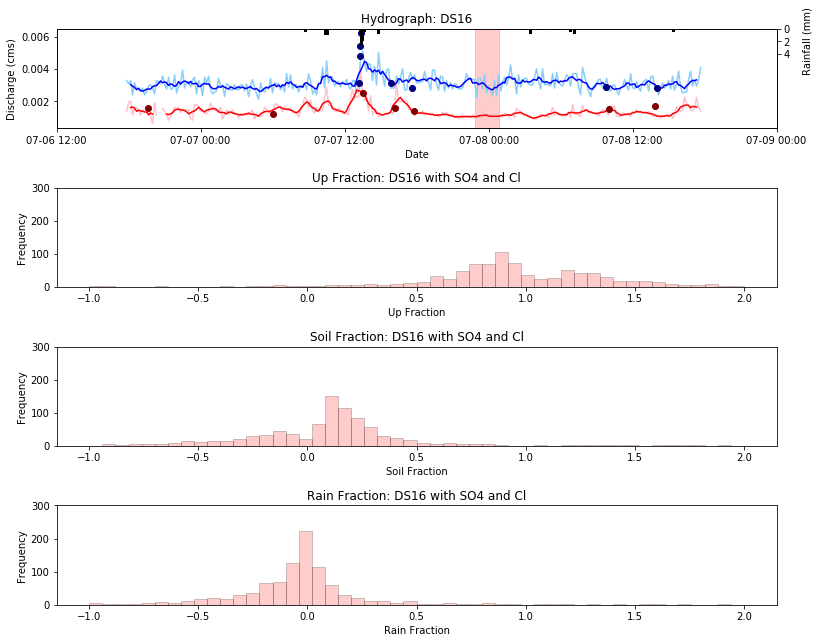 Hydrograph: DS16
0.006
0.004
0.002
Discharge (cms)
0
2
4
Rainfall (mm)
07-06 12:00 07-07 00:00 07-07 12:00 07-08 00:00 07-08 12:00 07-09 00:00
Date
Up Fraction: DS16 with SO4 and Cl
300
200
100
0
Frequency
−1.0 −0.5 0.0 0.5 1.0 1.5 2.0
Up Fraction
Soil Fraction: DS16 with SO4 and Cl
300
200
100
0
Frequency
−1.0 −0.5 0.0 0.5 1.0 1.5 2.0
Soil Fraction
Rain Fraction: DS16 with SO4 and Cl
300
200
100
0
Frequency
−1.0 −0.5 0.0 0.5 1.0 1.5 2.0
Rain Fraction